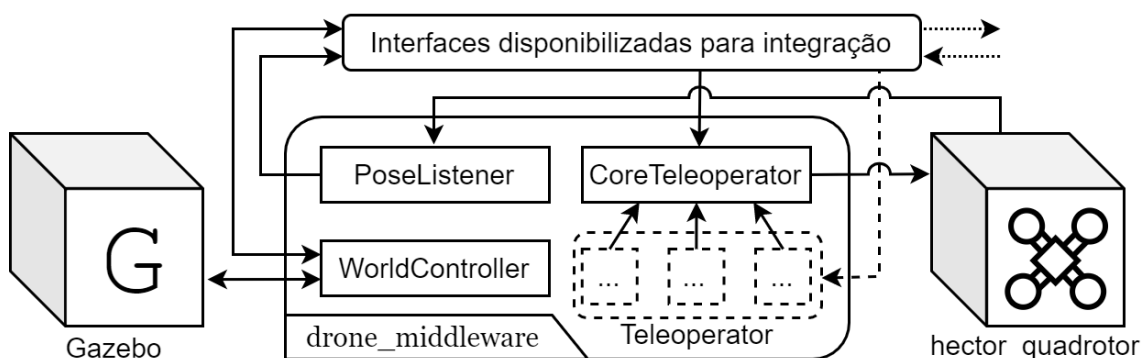 Interfaces disponibilizadas para integração
PoseListener
CoreTeleoperator
G
WorldController
...
...
...
Teleoperator
drone_middleware
Gazebo
hector_quadrotor